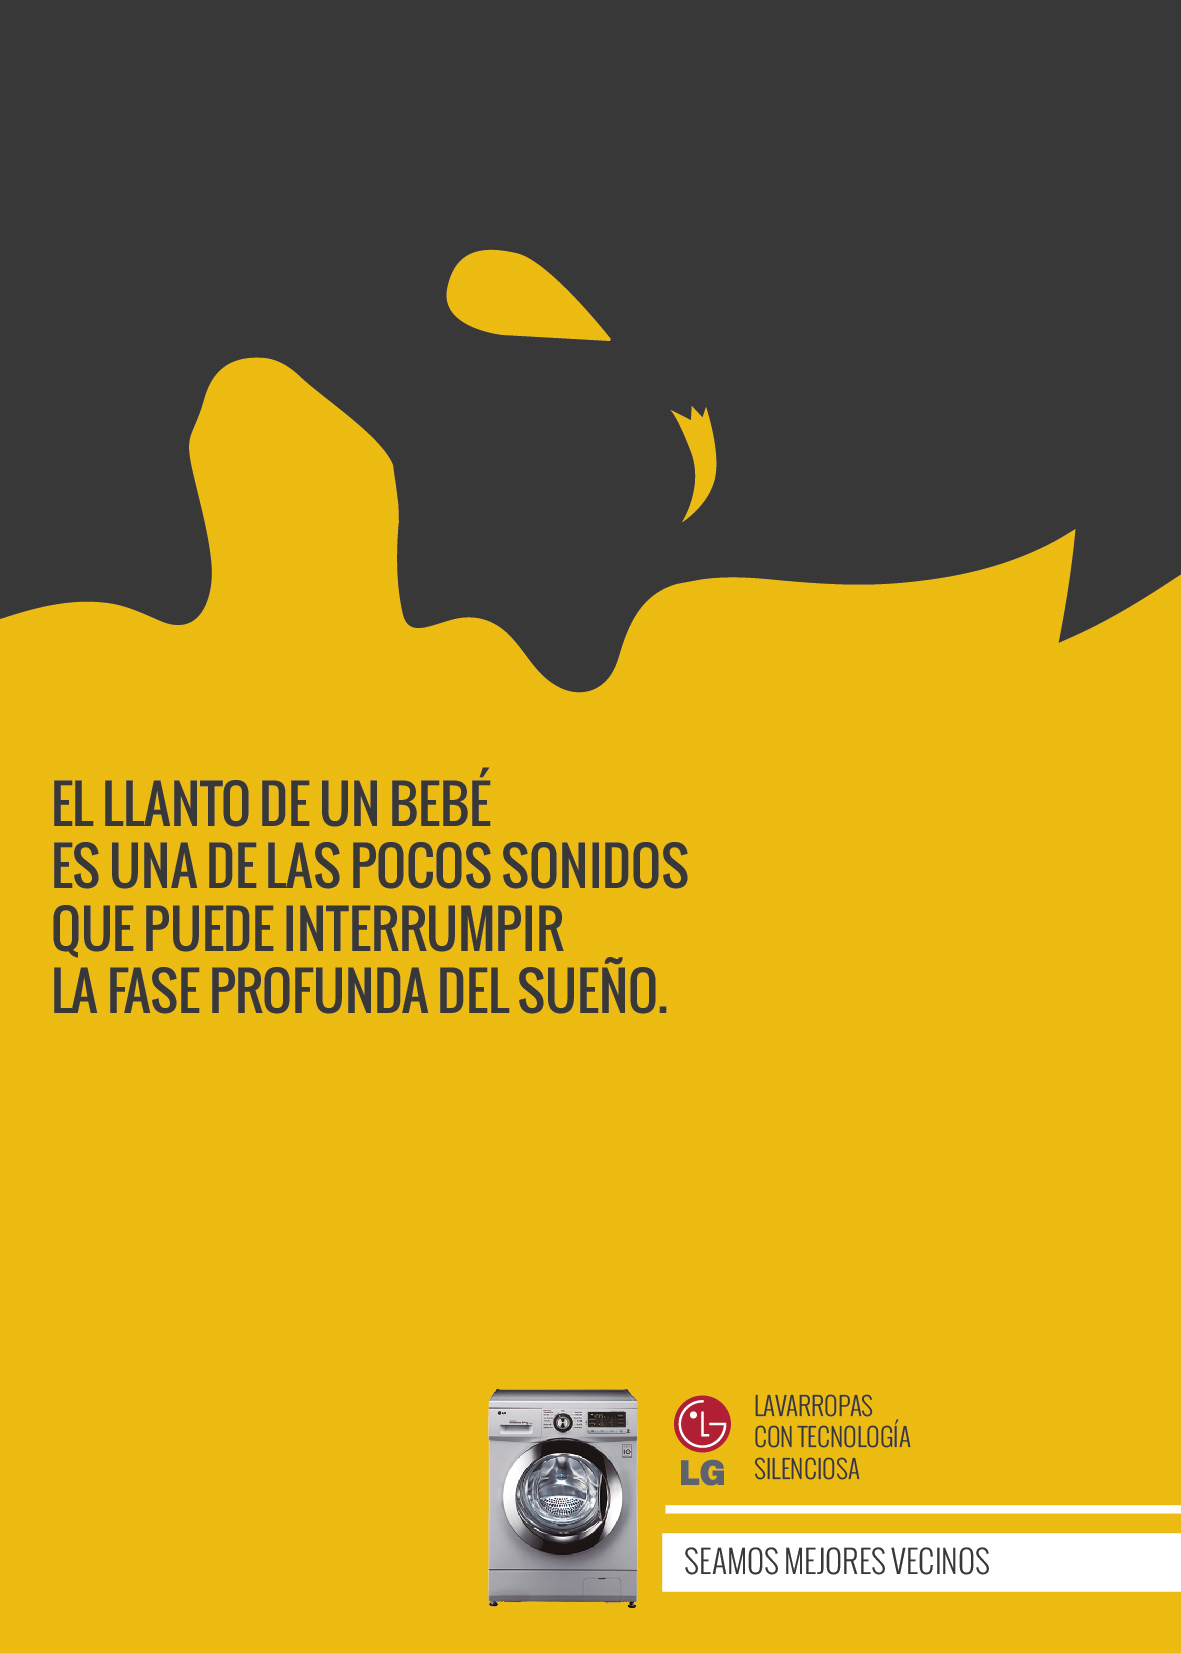 EL LLANTO DE UN BEBÉ
ES UNA DE LAS POCOS SONIDOS
QUE PUEDE INTERRUMPIR
LA FASE PROFUNDA DEL SUEÑO.
LG
LAVARROPAS
CON TECNOLOGÍA
SILENCIOSA
SEAMOS MEJORES VECINOS